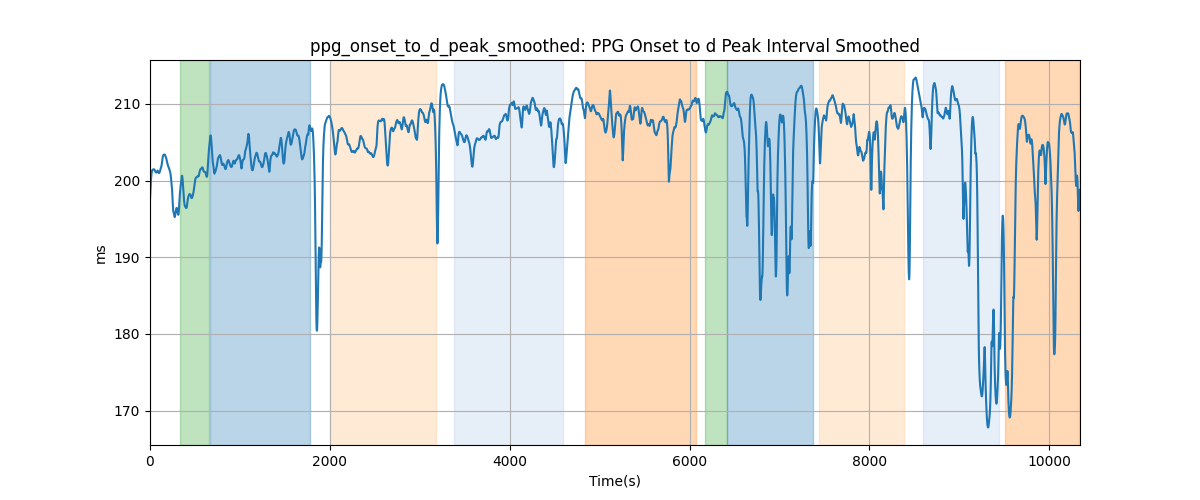 ppg_onset_to_d_peak_smoothed: PPG Onset to d Peak Interval Smoothed
210
200
190
180
170
ms
0 2000 4000 6000 8000 10000
Time(s)